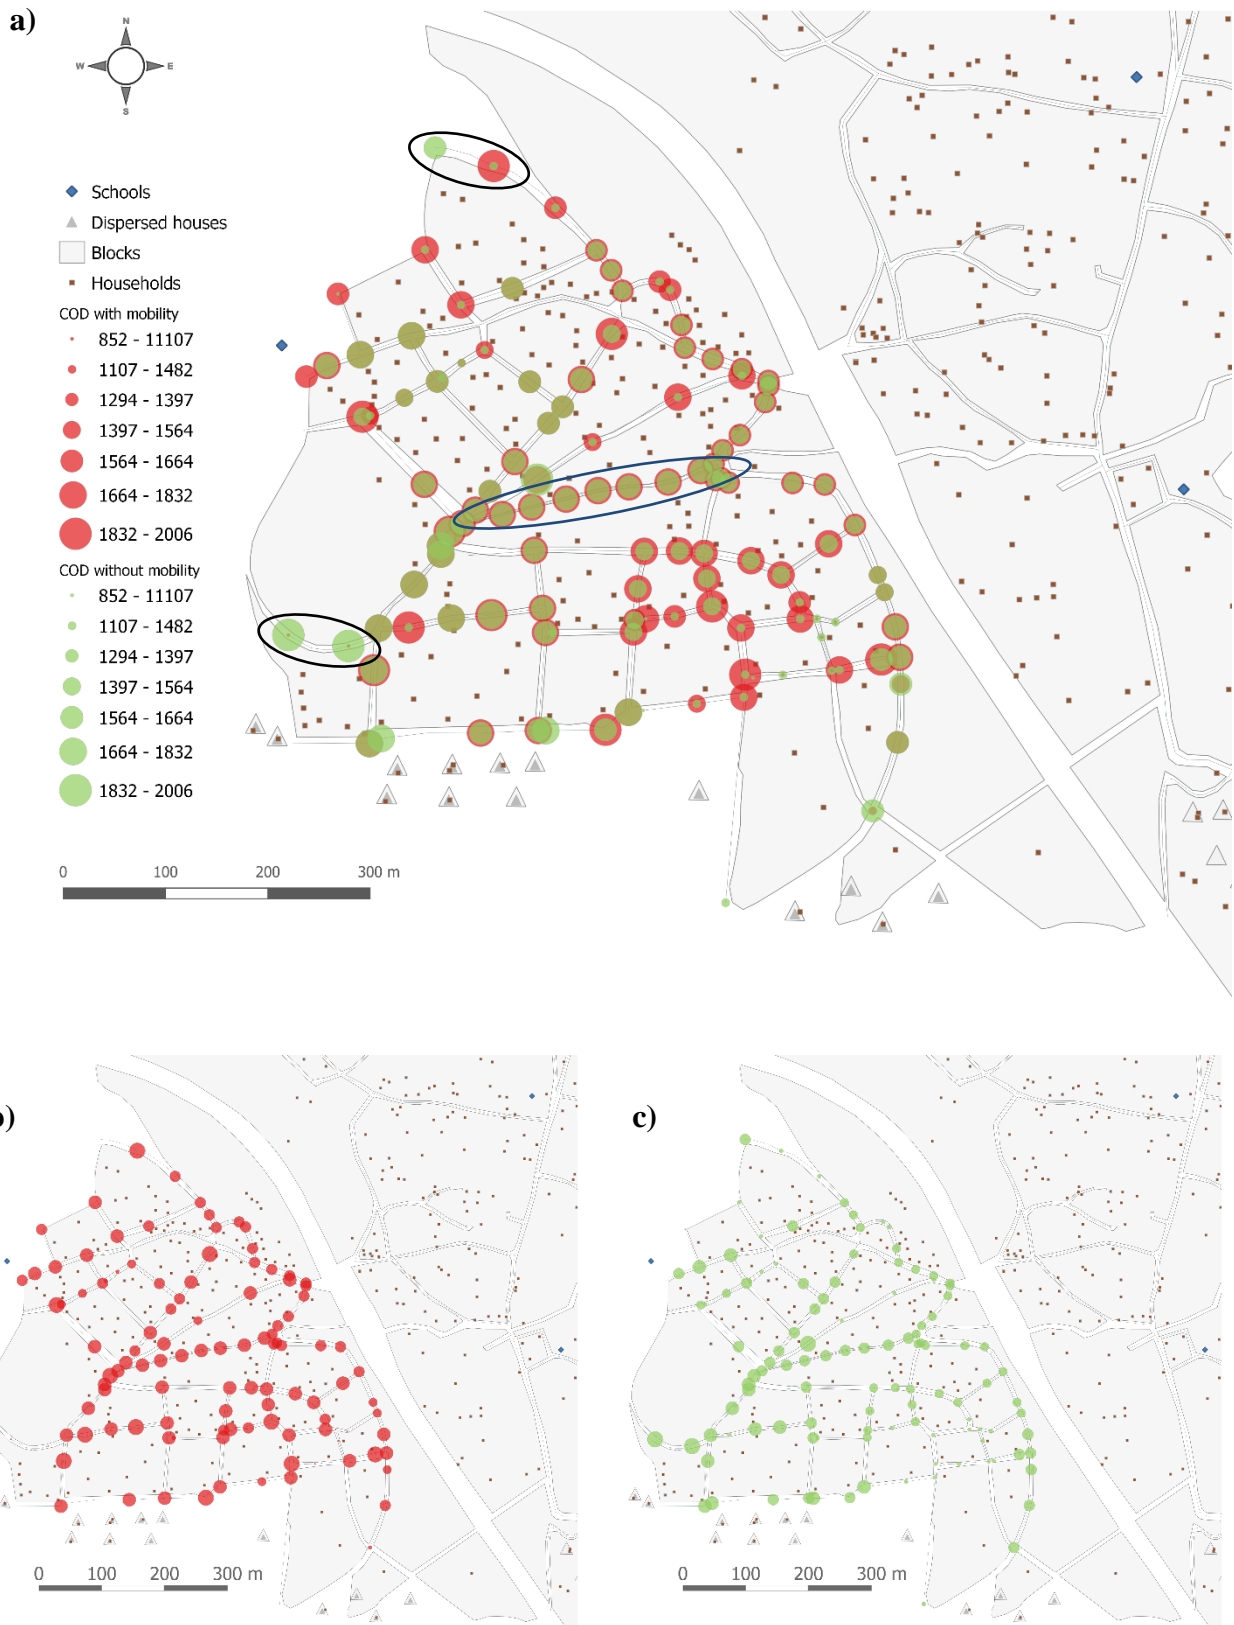 a)
N
W E
S
Schools
Dispersed houses
Blocks
Households
COD with mobility
852 - 11107
1107 - 1482
1294 - 1397
1397 - 1564
1564 - 1664
1664 - 1832
1832 - 2006
COD without mobility
852 - 11107
1107 - 1482
1294 - 1397
1397 - 1564
1564 - 1664
1664 - 1832
1832 - 2006
0 100 200 300 m
)
c)
0 100 200 300 m
0 100 200 300 m